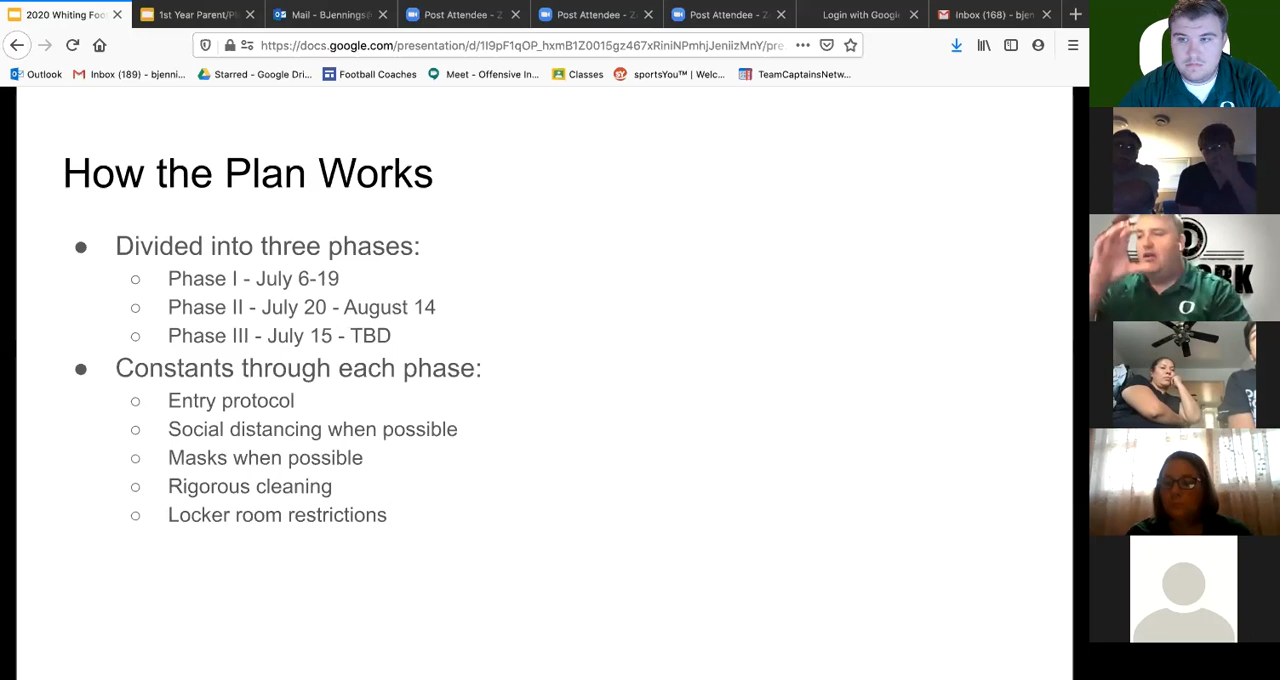 2020 Whiting Foo
1st Year Parent/P
Mail - BJennings
Post Attendee - Z
Post Attendee - Z
Post Attendee - Z
Login with Googl
Inbox (168) - bjen
https://docs.google.com/presentation/d/1I9pF1qOP_hxmB1Z0015gz467xRiniNPmhjJeniizMnY/pre
Outlook
Inbox (189) - bjenni...
Starred - Google Dri...
Football Coaches
Meet - Offensive In...
Classes
sportsYou™ | Welc...
TeamCaptainsNetw...
How the Plan Works
● Divided into three phases:
○ Phase I - July 6-19
○ Phase II - July 20 - August 14
○ Phase III - July 15 - TBD
● Constants through each phase:
○ Entry protocol
○ Social distancing when possible
○ Masks when possible
○ Rigorous cleaning
○ Locker room restrictions
O
O